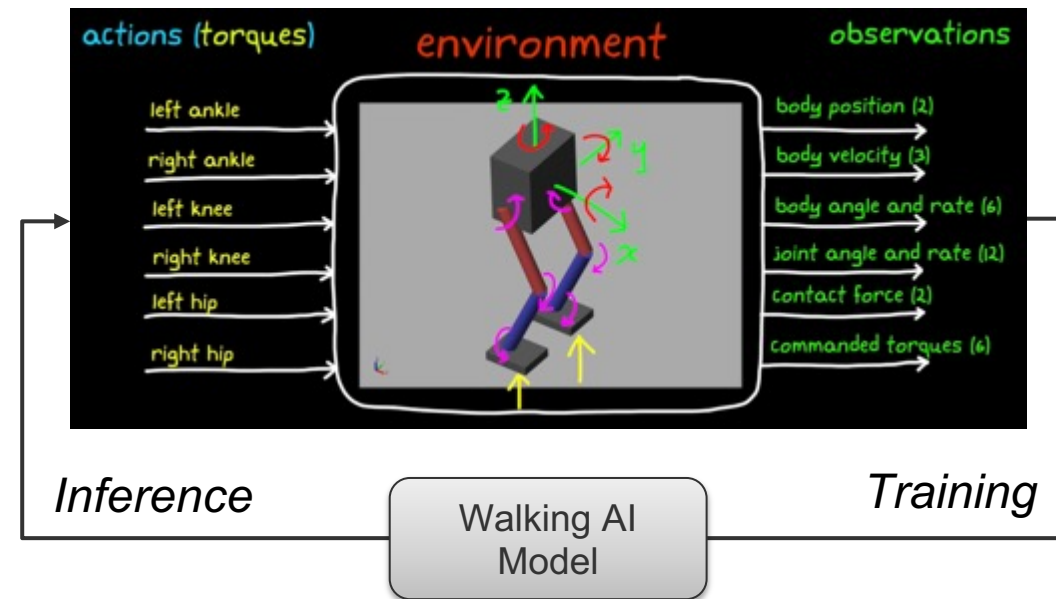 actions (torques)
environment
observations
left ankle
right ankle
left knee
right knee
left hip
right hip
z
y
x
body position (2)
body velocity (3)
body angle and rate (6)
joint angle and rate (12)
contact force (2)
commanded torques (6)
Inference
Walking AI
Model
Training